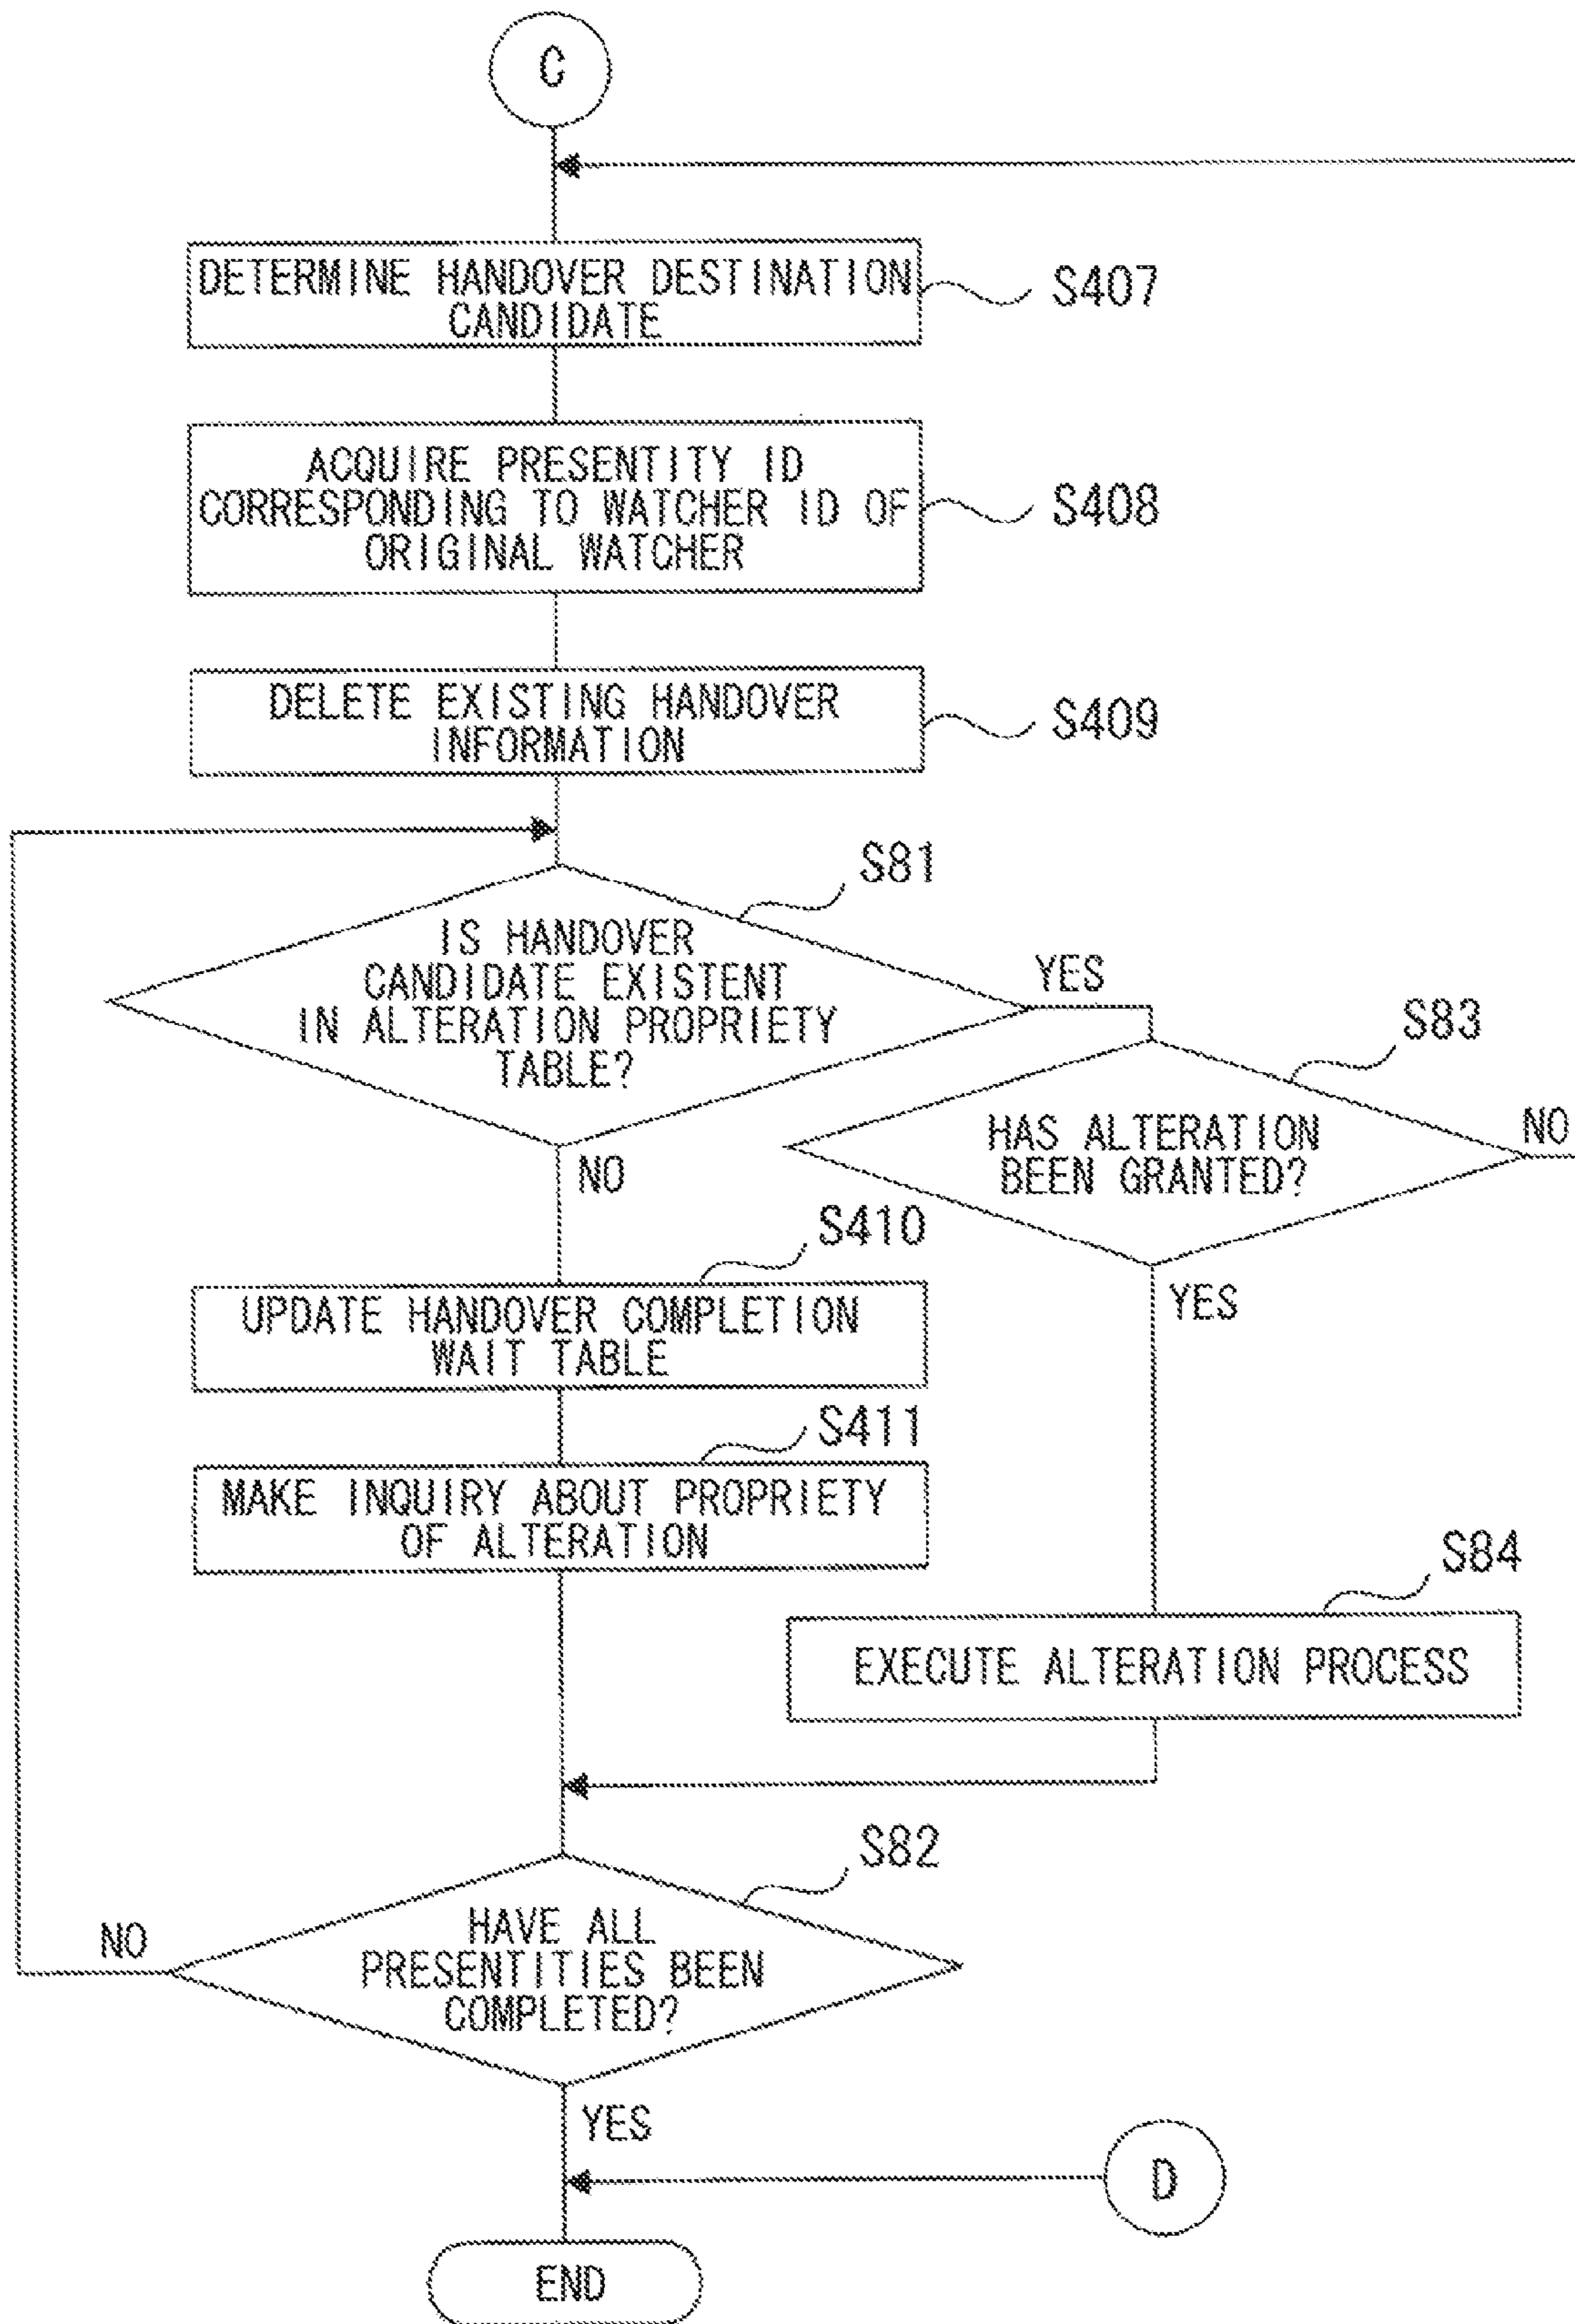 C
DETERMINE HANDOVER DESTINATION
CANDIDATE
S407
ACQUIRE PRESENTITY ID
CORRESPONDING TO WATCHER ID OF
ORIGINAL WATCHER
S408
DELETE EXISTING HANDOVER
INFORMATION
S409
S81
IS HANDOVER
CANDIDATE EXISTENT
IN ALTERATION PROPRIETY
TABLE?
YES
NO
S83
HAS ALTERATION
BEEN GRANTED?
NO
YES
S410
UPDATE HANDOVER COMPLETION
WAIT TABLE
S411
MAKE INQUIRY ABOUT PROPRIETY
OF ALTERATION
S84
EXECUTE ALTERATION PROCESS
S82
HAVE ALL
PRESENTITIES BEEN
COMPLETED?
NO
YES
D
END